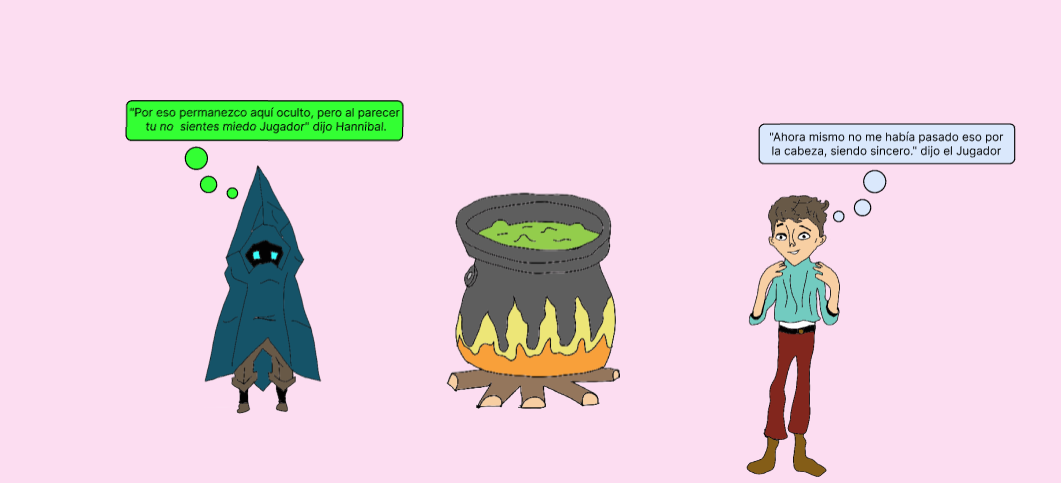 "Por eso permanezco aquí oculto, pero al parecer
tu no sientes miedo Jugador" dijo Hannibal.
"Ahora mismo no me había pasado eso por
la cabeza, siendo sincero." dijo el Jugador